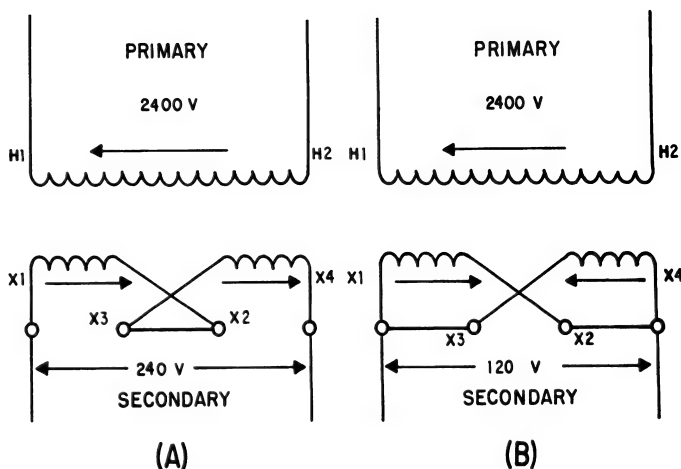 PRIMARY
2400 V
H1 H2
X1 X4
X3 X2
240 V
SECONDARY
(A)
PRIMARY
2400 V
H1 H2
X1 X4
X3 X2
120 V
SECONDARY
(B)